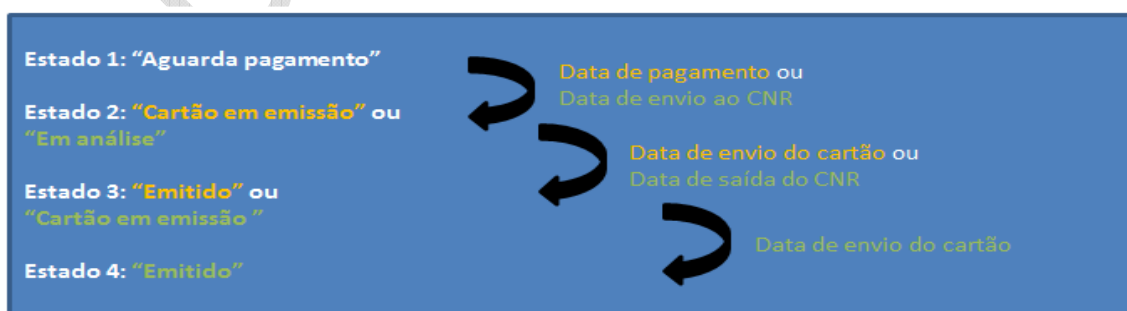 Estado 1: “Aguarda pagamento”
Data de pagamento ou
Data de envio ao CNR
Estado 2: “Cartão em emissão” ou
“Em análise”
Data de envio do cartão ou
Data de saída do CNR
Estado 3: “Emitido” ou
“Cartão em emissão ”
Data de envio do cartão
Estado 4: “Emitido”